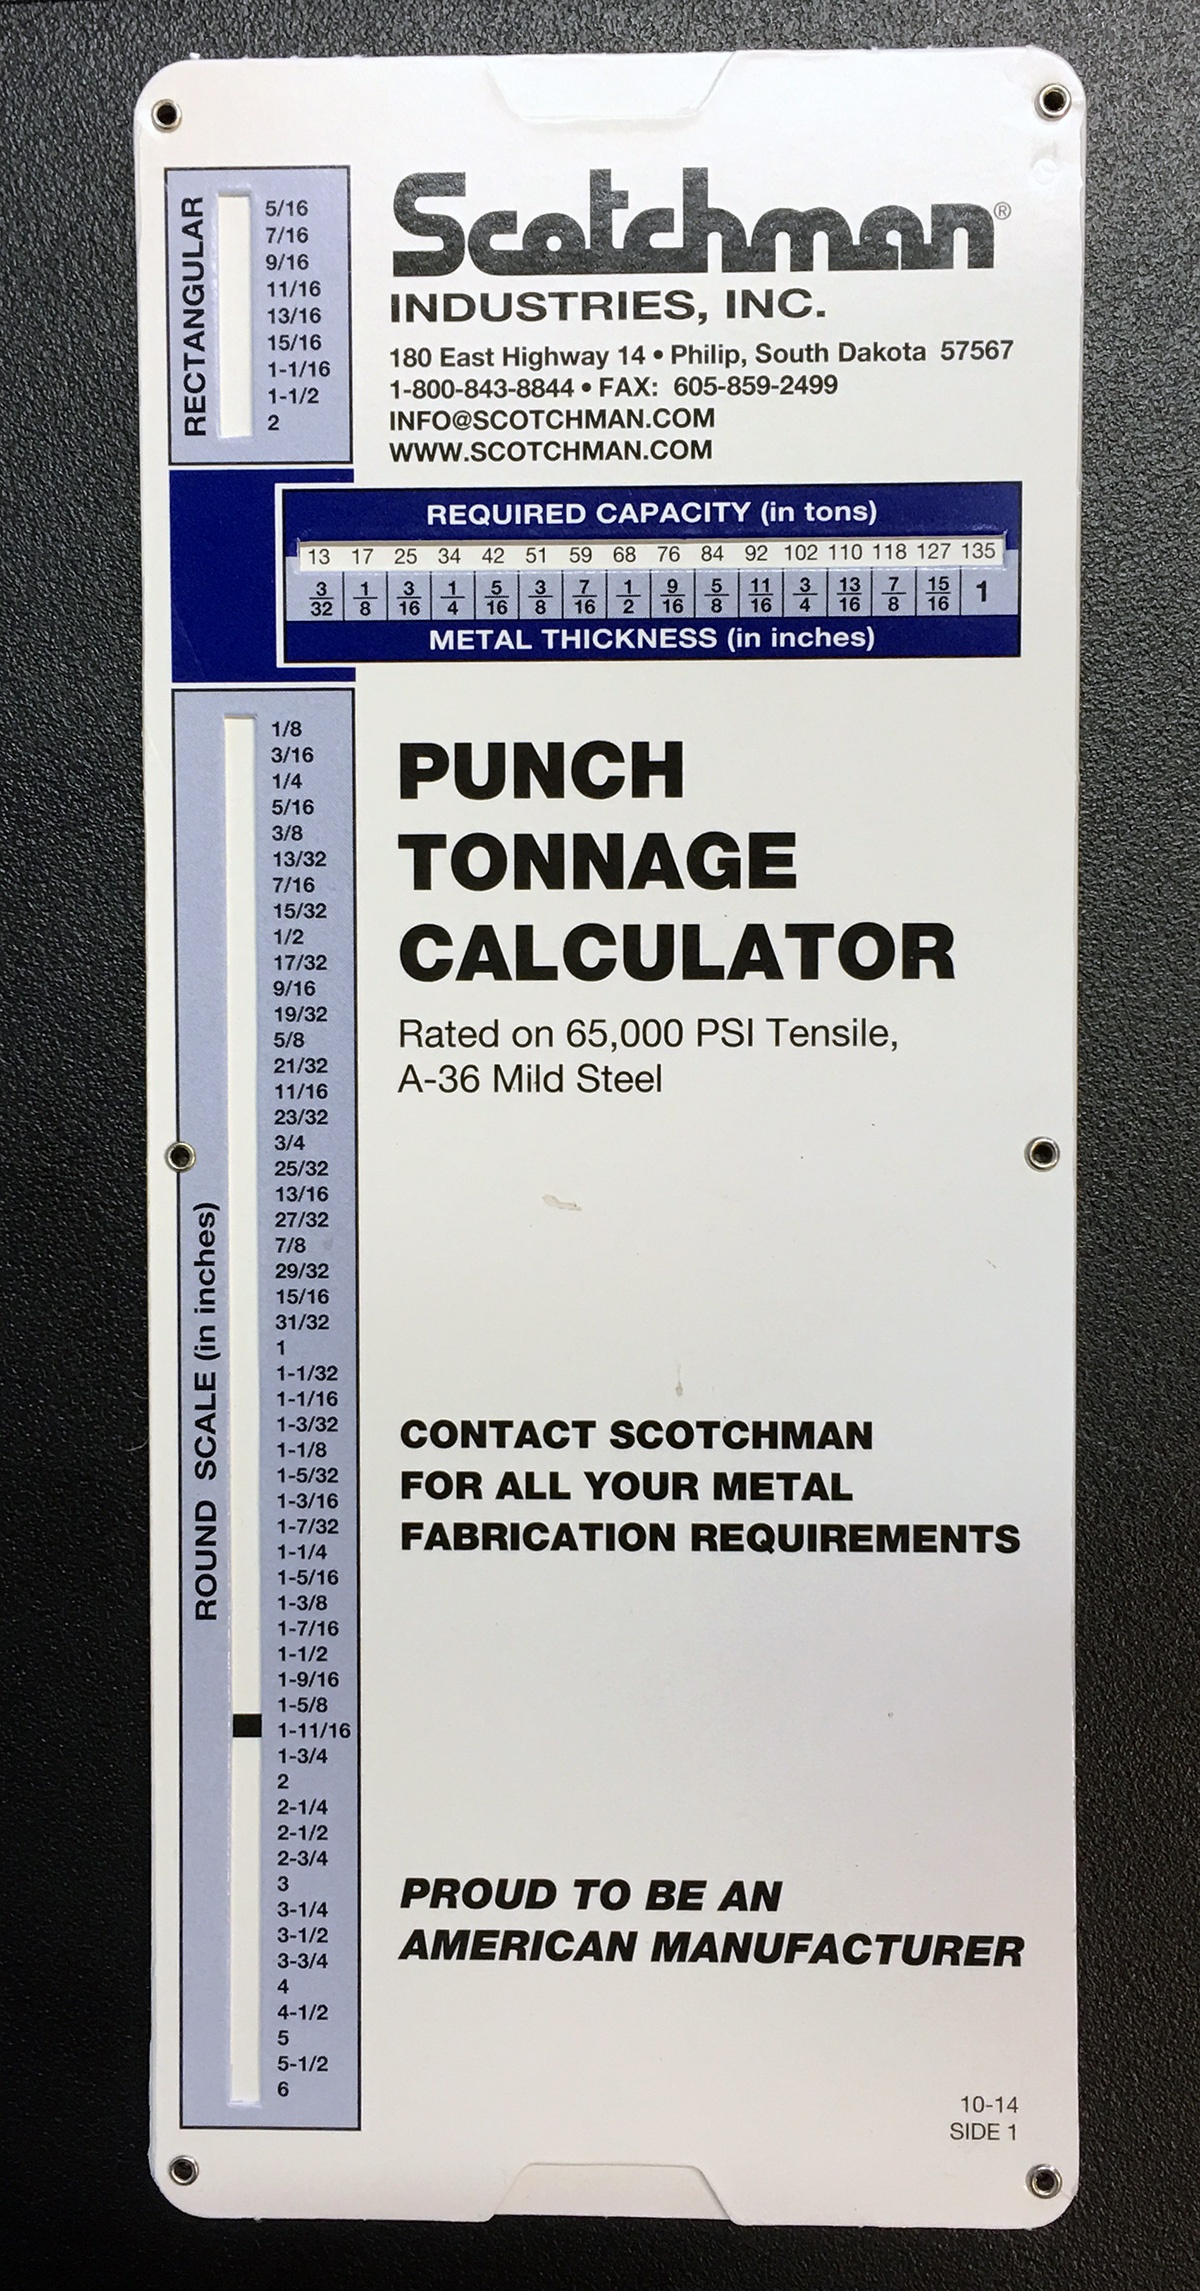 RECTANGULAR
5/16
7/16
9/16
11/16
13/16
15/16
1-1/16
1-1/2
2
Scotchman®
INDUSTRIES, INC.
180 East Highway 14 • Philip, South Dakota 57567
1-800-843-8844 • FAX: 605-859-2499
INFO@SCOTCHMAN.COM
WWW.SCOTCHMAN.COM
REQUIRED CAPACITY (in tons)
13 17 25 34 42 51 59 68 76 84 92 102 110 118 127 135
3/32 1/8 3/16 1/4 5/16 3/8 7/16 1/2 9/16 5/8 11/16 3/4 13/16 7/8 15/16 1
METAL THICKNESS (in inches)
ROUND SCALE (in inches)
1/8
3/16
1/4
5/16
3/8
13/32
7/16
15/32
1/2
17/32
9/16
19/32
5/8
21/32
11/16
23/32
3/4
25/32
13/16
27/32
7/8
29/32
15/16
31/32
1
1-1/32
1-1/16
1-3/32
1-1/8
1-5/32
1-3/16
1-7/32
1-1/4
1-5/16
1-3/8
1-7/16
1-1/2
1-9/16
1-5/8
1-11/16
1-3/4
2
2-1/4
2-1/2
2-3/4
3
3-1/4
3-1/2
3-3/4
4
4-1/2
5
5-1/2
6
PUNCH
TONNAGE
CALCULATOR
Rated on 65,000 PSI Tensile,
A-36 Mild Steel
CONTACT SCOTCHMAN
FOR ALL YOUR METAL
FABRICATION REQUIREMENTS
PROUD TO BE AN
AMERICAN MANUFACTURER
10-14
SIDE 1